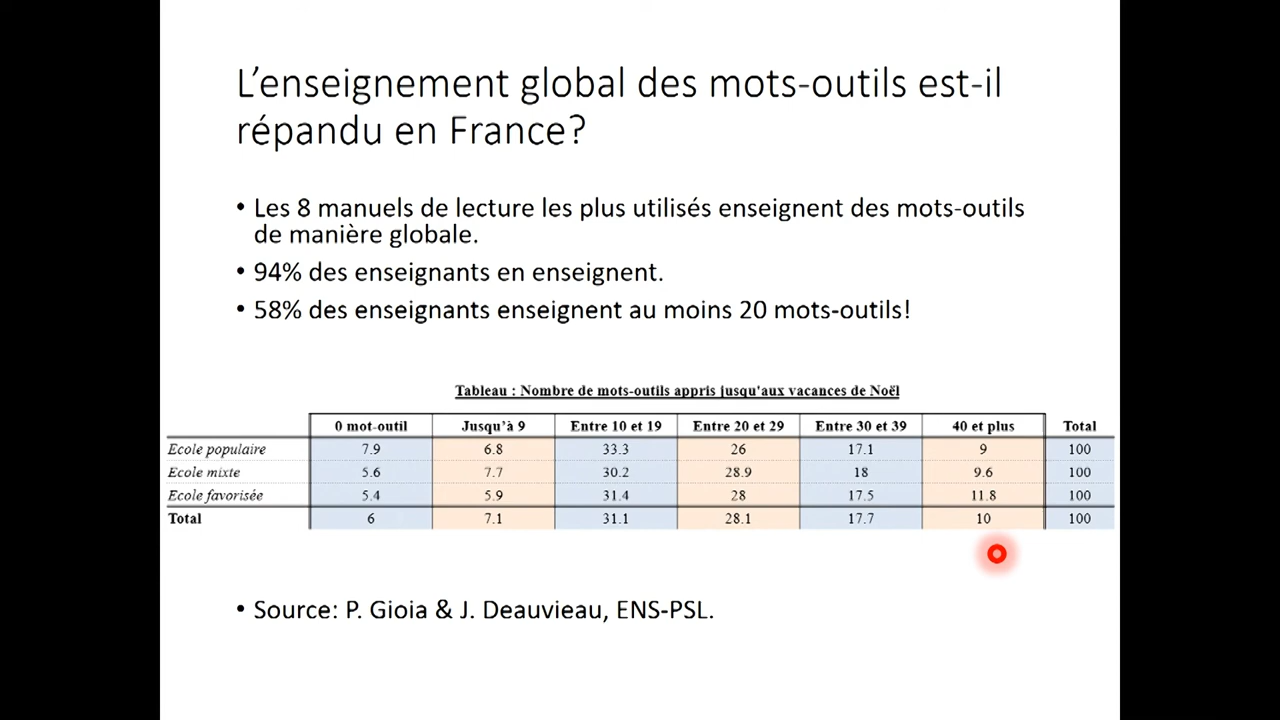 L’enseignement global des mots-outils est-il
répandu en France?
• Les 8 manuels de lecture les plus utilisés enseignent des mots-outils
de manière globale.
• 94% des enseignants en enseignent.
• 58% des enseignants enseignent au moins 20 mots-outils!
Tableau : Nombre de mots-outils appris jusqu'aux vacances de Noël
0 mot-outil Jusqu’à 9 Entre 10 et 19 Entre 20 et 29 Entre 30 et 39 40 et plus Total
Ecole populaire 7.9 6.8 33.3 26 17.1 9 100
Ecole mixte 5.6 7.7 30.2 28.9 18 9.6 100
Ecole favorisée 5.4 5.9 31.4 28 17.5 11.8 100
Total 6 7.1 31.1 28.1 17.7 10 100
• Source: P. Gioia & J. Deauvieau, ENS-PSL.